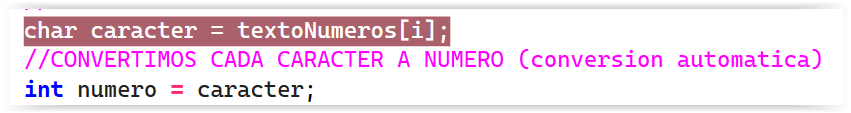 char caracter = textoNumeros[i];
//CONVERTIMOS CADA CARACTER A NUMERO (conversion automatica)
int numero = caracter;